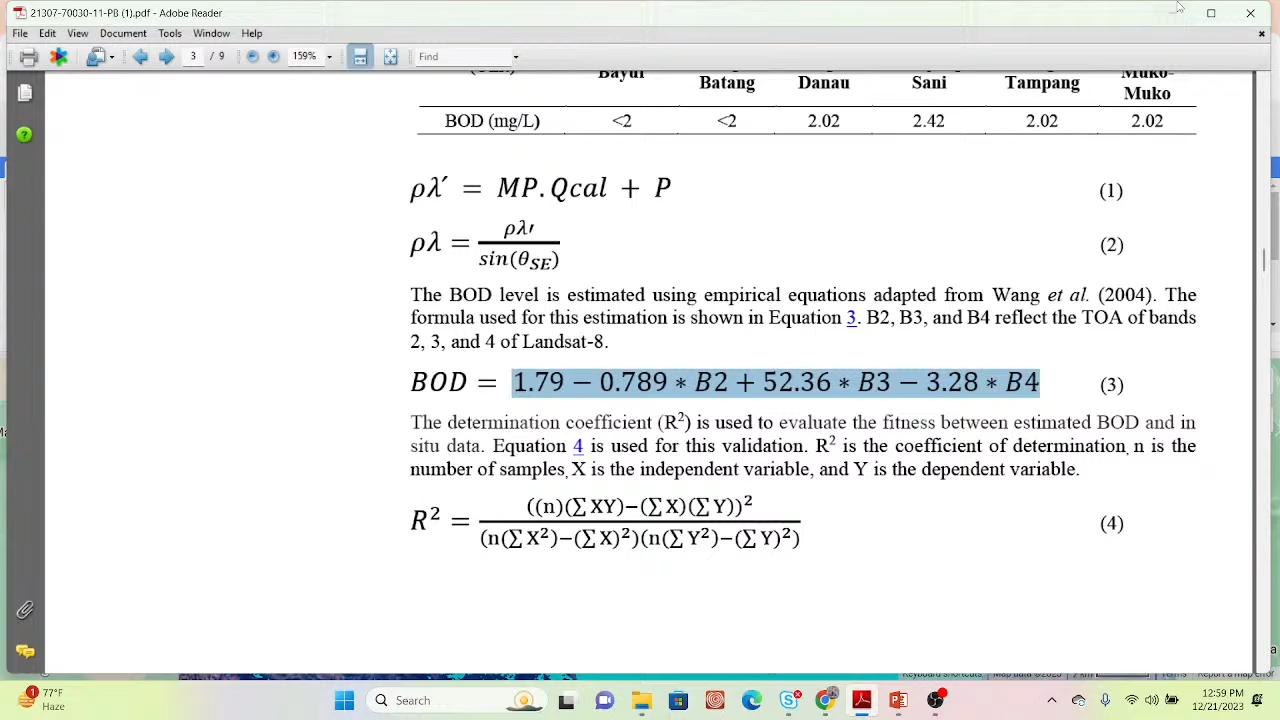 21307-70030-11-PB (1).pdf - Adobe Reader
File Edit View Document Tools Window Help
3 / 9 159% Find
Bayur Batang Danau Sani Tampang Muko-
Muko
BOD (mg/L) <2 <2 2.02 2.42 2.02 2.02
ρλ′ = MP.Qcal + P (1)
ρλ = ρλ′ / sin(θSE) (2)
The BOD level is estimated using empirical equations adapted from Wang et al. (2004). The
formula used for this estimation is shown in Equation 3. B2, B3, and B4 reflect the TOA of bands
2, 3, and 4 of Landsat-8.
BOD = 1.79 − 0.789 ∗ B2 + 52.36 ∗ B3 − 3.28 ∗ B4 (3)
The determination coefficient (R²) is used to evaluate the fitness between estimated BOD and in
situ data. Equation 4 is used for this validation. R² is the coefficient of determination, n is the
number of samples, X is the independent variable, and Y is the dependent variable.
R² = ((n)(∑ XY)−(∑ X)(∑ Y))² / (n(∑ X²)−(∑ X)²)(n(∑ Y²)−(∑ Y)²) (4)
77°F
Haze
Search
12:59 PM
12/21/2023